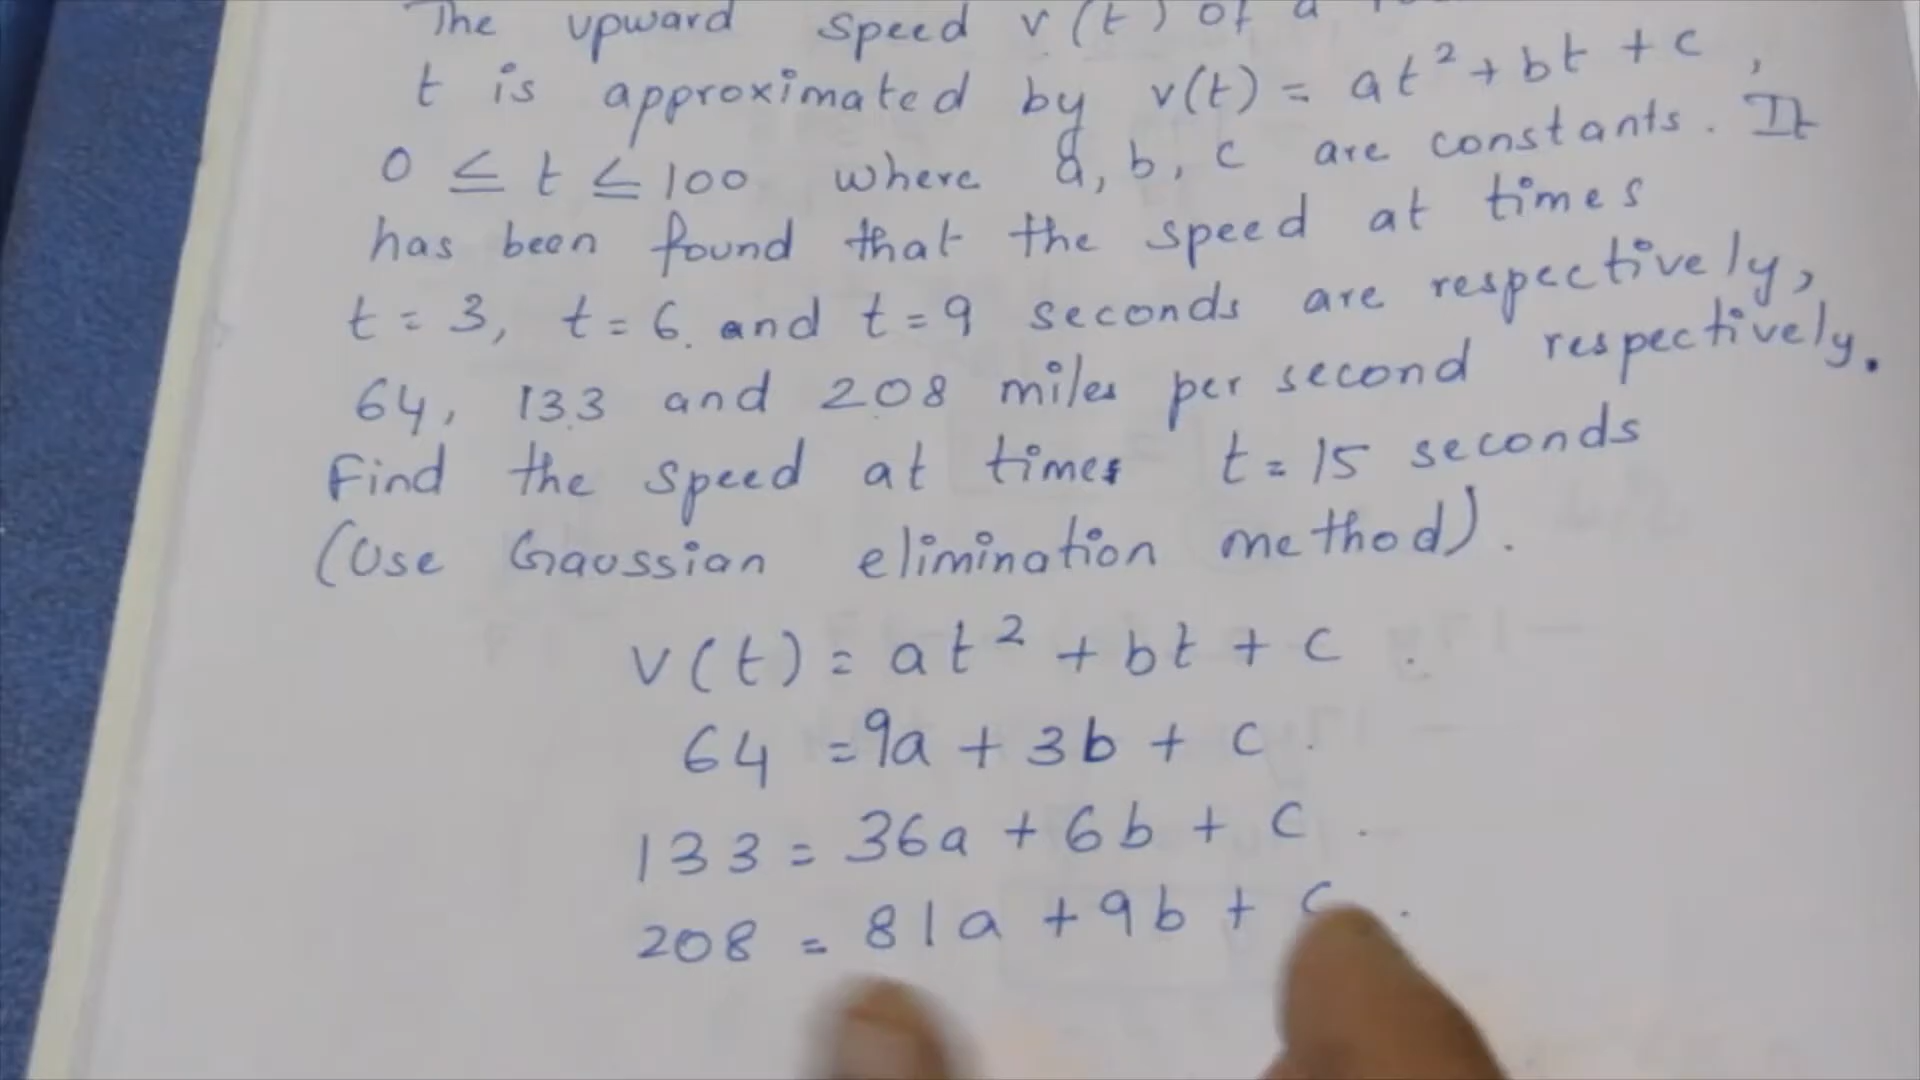 The upward speed v(t) of a
t is approximated by v(t) = at² + bt + c,
0 ≤ t ≤ 100 where a, b, c are constants. It
has been found that the speed at times
t = 3, t = 6. and t = 9 seconds are respectively,
64, 133 and 208 miles per second respectively.
Find the speed at times t = 15 seconds
(Use Gaussian elimination method).
v(t) = at² + bt + c.
64 = 9a + 3b + c.
133 = 36a + 6b + c.
208 = 81a + 9b + c.